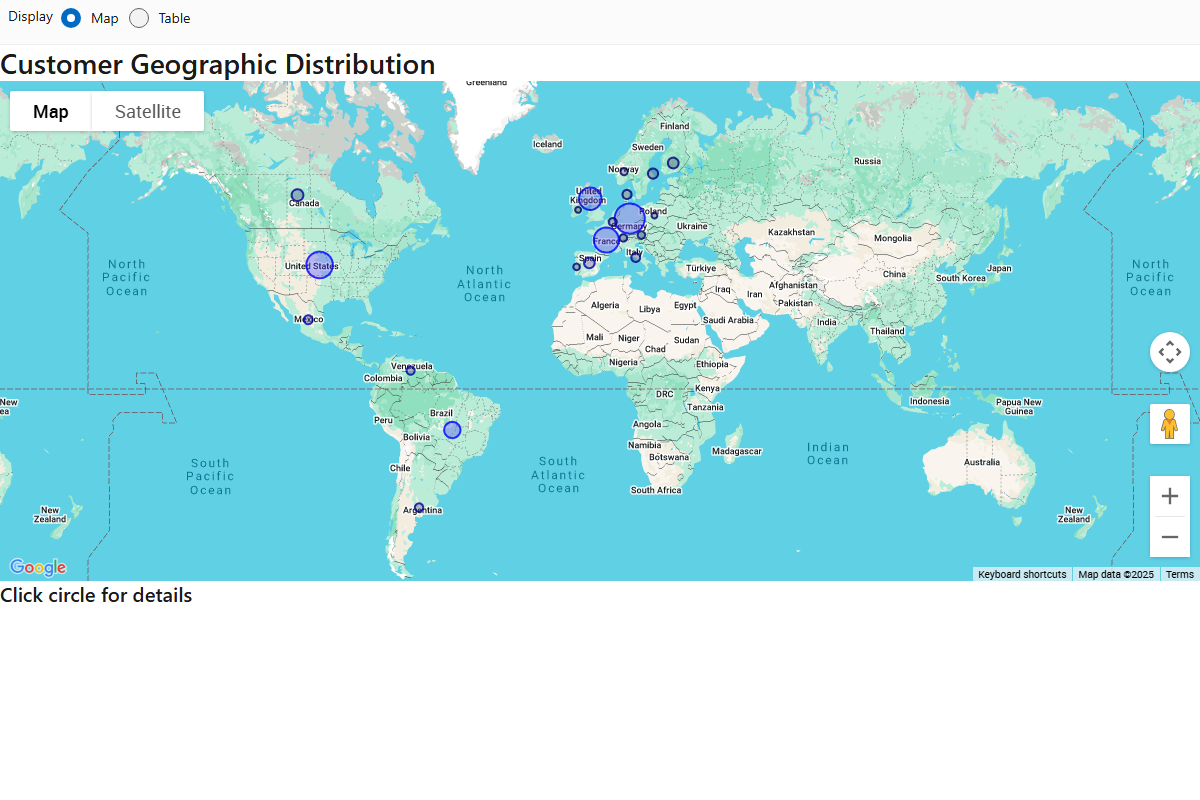 Display Map Table
Customer Geographic Distribution
Map Satellite
Greenland
Iceland
Finland
Sweden
Norway
Russia
United
Kingdom
Canada
Poland
Germany
Ukraine
France
Kazakhstan
Mongolia
Italy
Spain
United States
Türkiye
China
Japan
South Korea
North
Pacific
Ocean
North
Atlantic
Ocean
North
Pacific
Ocean
Iraq
Iran
Afghanistan
Pakistan
Algeria
Libya
Egypt
Saudi Arabia
Mexico
India
Thailand
Mali
Niger
Chad
Sudan
Nigeria
Ethiopia
Venezuela
Colombia
DRC
Kenya
Tanzania
Indonesia
Papua New
Guinea
New
ea
Peru
Brazil
Bolivia
Angola
Namibia
Botswana
Madagascar
Indian
Ocean
South
Pacific
Ocean
South
Atlantic
Ocean
Chile
Australia
South Africa
Argentina
New
Zealand
New
Zealand
Google
Keyboard shortcuts Map data ©2025 Terms
Click circle for details